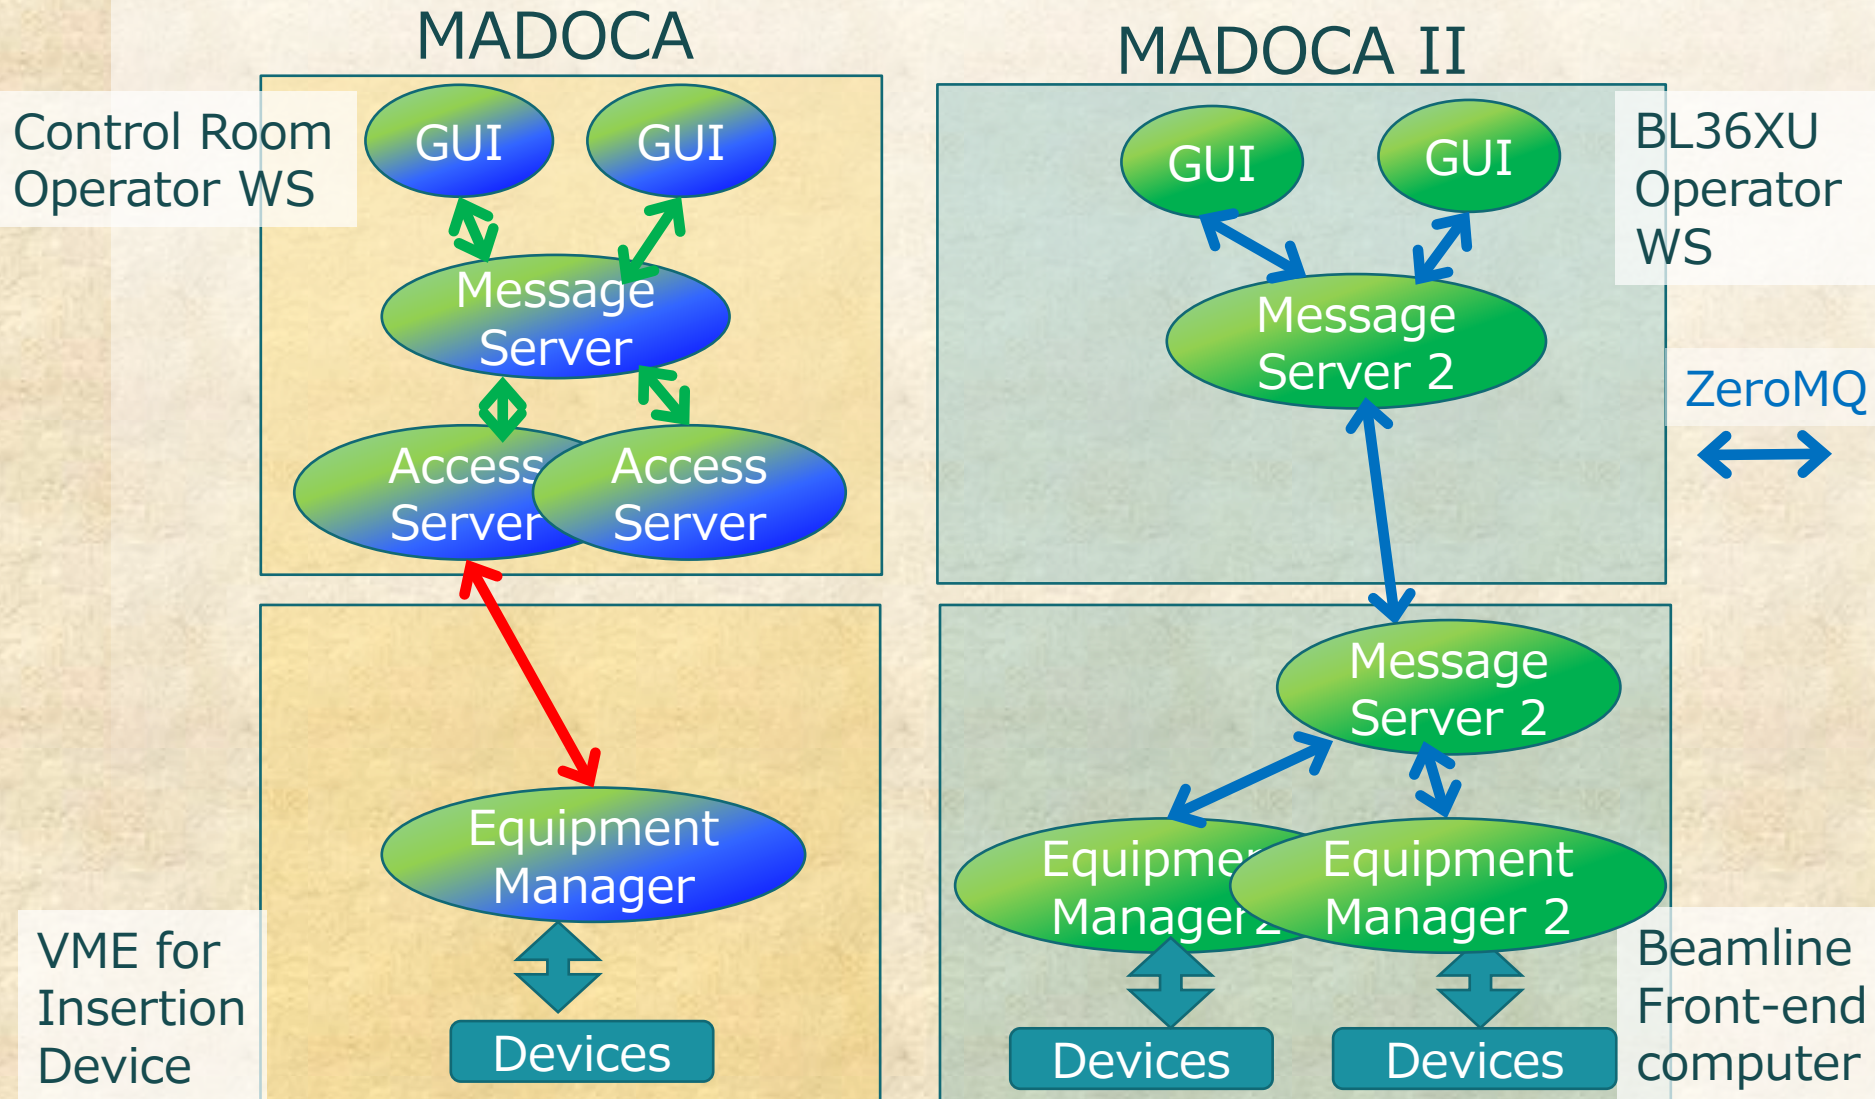 MADOCA
MADOCA II
Control Room
Operator WS
GUI
GUI
Message
Server
Access
Server
Access
Server
Equipment
Manager
Devices
VME for
Insertion
Device
GUI
GUI
BL36XU
Operator
WS
Message
Server 2
ZeroMQ
Message
Server 2
Equipme
Manager2
Equipment
Manager 2
Devices
Devices
Beamline
Front-end
computer